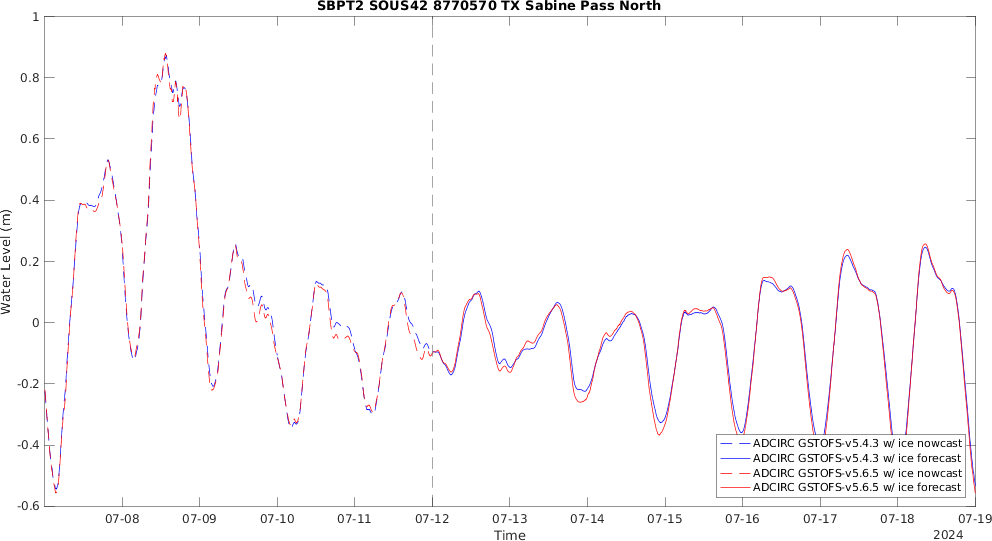 SBPT2 SOUS42 8770570 TX Sabine Pass North
1
0.8
0.6
0.4
0.2
0
-0.2
-0.4
-0.6
Water Level (m)
07-08 07-09 07-10 07-11 07-12 07-13 07-14 07-15 07-16 07-17 07-18 07-19
Time
2024
ADCIRC GSTOFS-v5.4.3 w/ ice nowcast
ADCIRC GSTOFS-v5.4.3 w/ ice forecast
ADCIRC GSTOFS-v5.6.5 w/ ice nowcast
ADCIRC GSTOFS-v5.6.5 w/ ice forecast